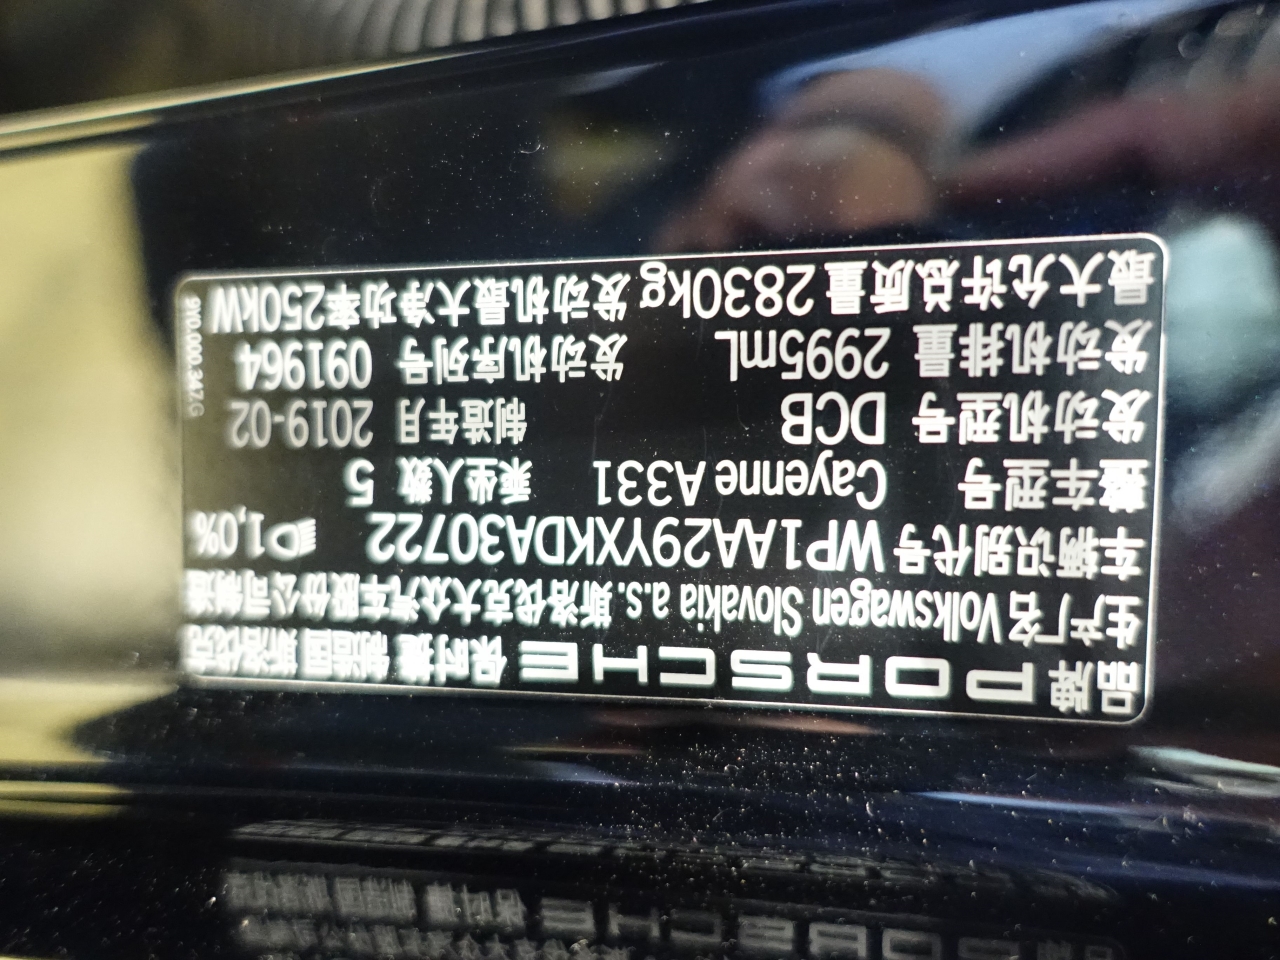 品牌 PORSCHE 保时捷 制造国 斯洛伐克
生产厂名 Volkswagen Slovakia a.s. 斯洛伐克大众汽车股份公司制造
车辆识别代号 WP1AA29YXKDA30722 1,0%
整车型号 Cayenne A331 乘坐人数 5
发动机型号 DCB 制造年月 2019-02
发动机排量 2995mL 发动机序列号 091964
最大允许总质量 2830kg 发动机最大净功率250kW
9Y0.000.347.G